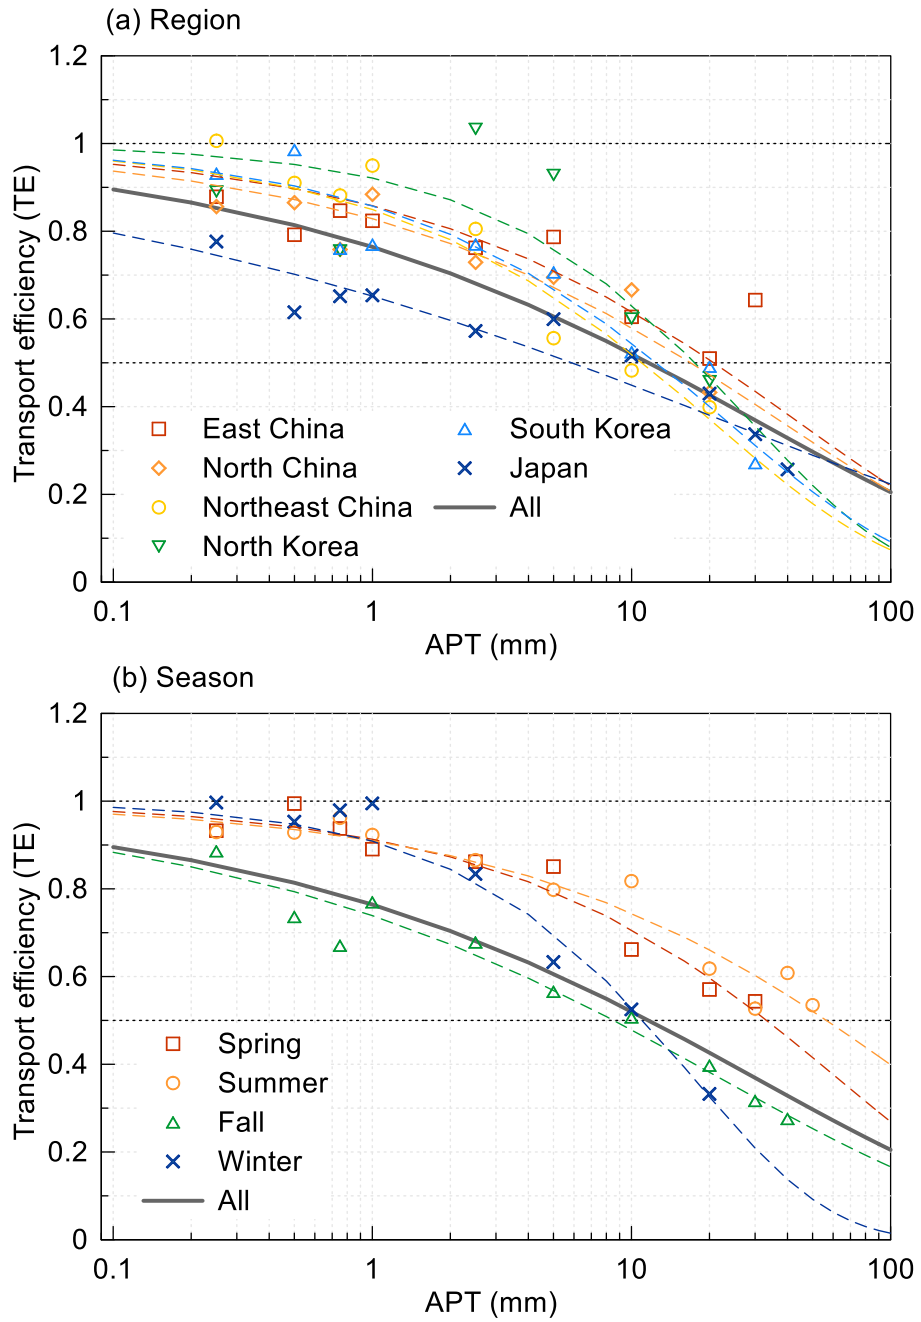 (a) Region
1.2
1
0.8
0.6
0.4
0.2
0
Transport efficiency (TE)
East China
North China
Northeast China
North Korea
South Korea
Japan
All
0.1 1 10 100
APT (mm)
(b) Season
1.2
1
0.8
0.6
0.4
0.2
0
Transport efficiency (TE)
Spring
Summer
Fall
Winter
All
0.1 1 10 100
APT (mm)